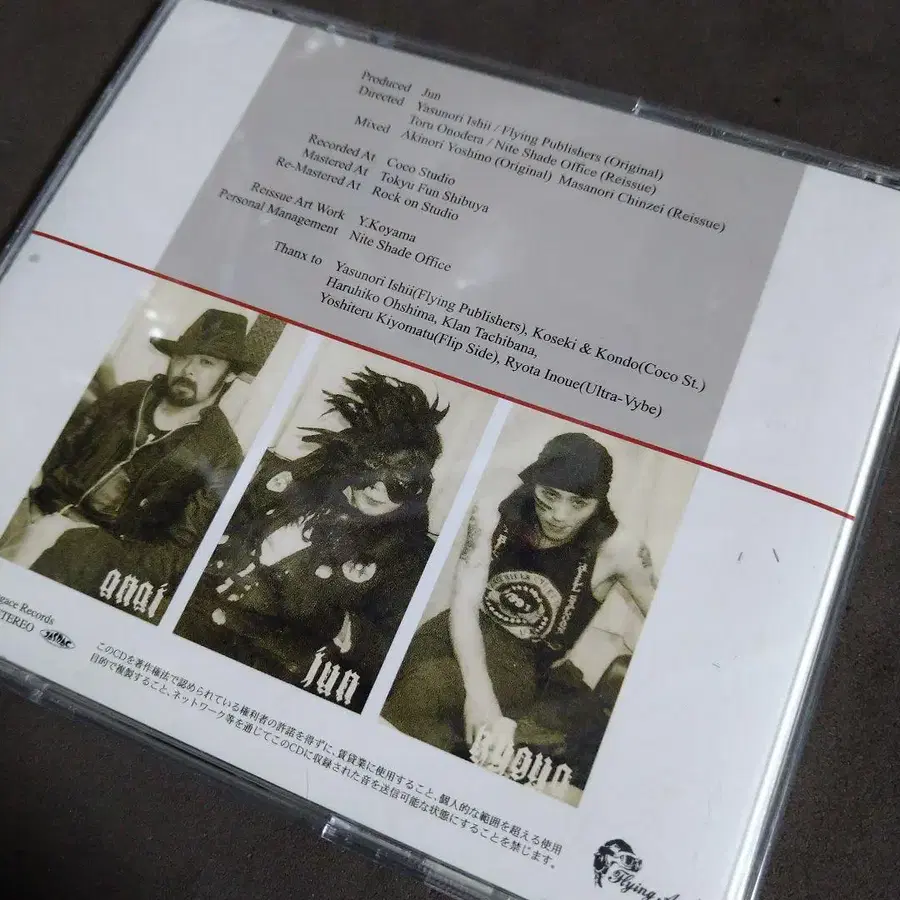 Produced Jun
Directed Yasunori Ishii / Flying Publishers (Original)
Toru Onodera / Nite Shade Office (Reissue)
Mixed Akinori Yoshino (Original) Masanori Chinzei (Reissue)
Recorded At Coco Studio
Mastered At Tokyu Fun Shibuya
Re-Mastered At Rock on Studio
Reissue Art Work Y.Koyama
Personal Management Nite Shade Office
Thanx to Yasunori Ishii(Flying Publishers), Koseki & Kondo(Coco St.)
Haruhiko Ohshima, Klan Tachibana,
Yoshiteru Kiyomatu(Flip Side), Ryota Inoue(Ultra-Vybe)
anai
jun
Records
STEREO JASRAC
このCDを著作権法で認められている権利者の許諾を得ずに、賃貸業に使用すること、個人的な範囲を超える使用
目的で複製すること、ネットワーク等を通じてこのCDに収録された音を送信可能な状態にすることを禁じます。
Flying